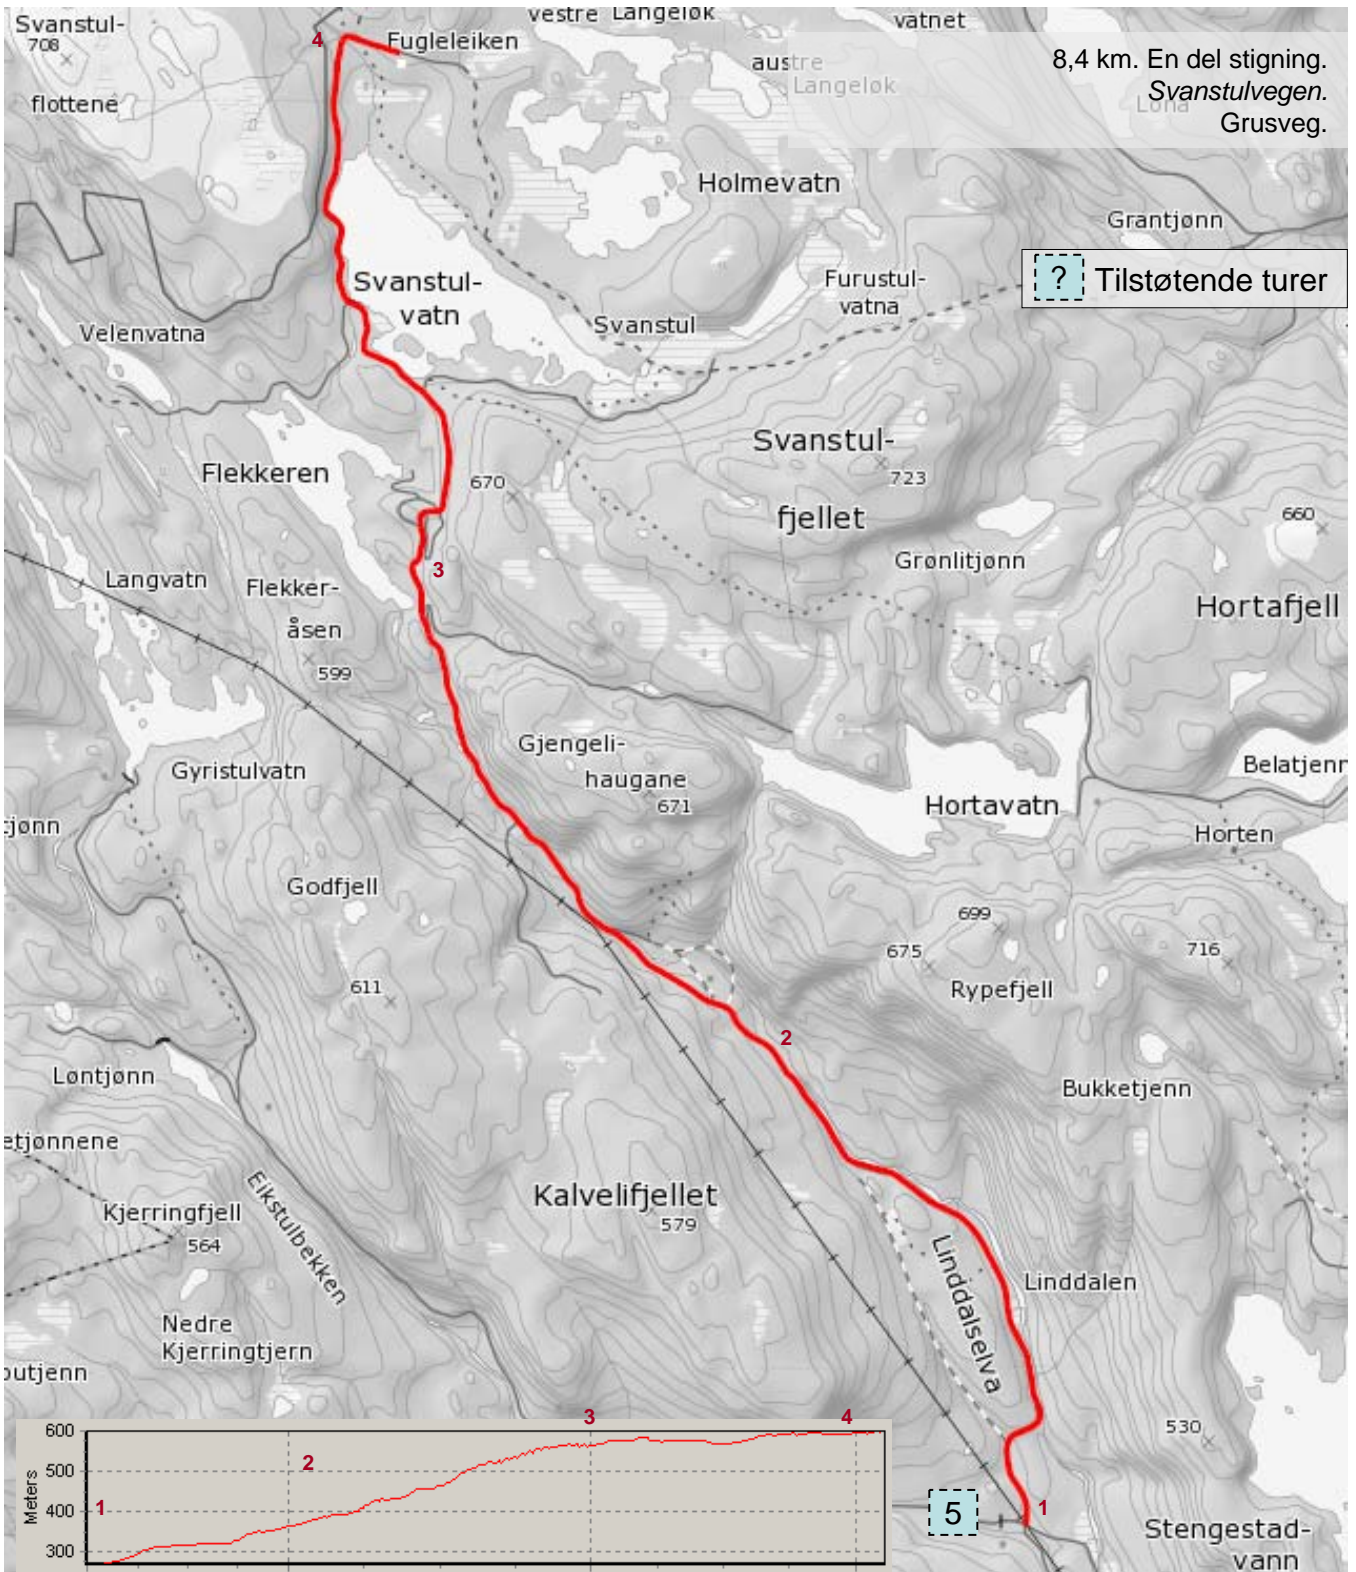 Svanstul-
708
flottene
4
Fugleleiken
vestre Langeløk
vatnet
austre
Langeløk
8,4 km. En del stigning.
Svanstulvegen.
Lona
Grusveg.
Holmevatn
Grantjønn
? Tilstøtende turer
Svanstul-
vatn
Furustul-
vatna
Svanstul
Velenvatna
Svanstul-
723
fjellet
Flekkeren
670
660
Grønlitjønn
Hortafjell
3
Langvatn
Flekker-
åsen
599
Gjengeli-
haugane
671
Gyristulvatn
Hortavatn
Belatjenn
Horten
tjønn
Godfjell
611
699
675
716
Rypefjell
2
Bukketjenn
Løntjønn
etjønnene
Kjerringfjell
564
Eikstulbekken
Kalvelifjellet
579
Linddalselva
Linddalen
Nedre
Kjerringtjern
outjenn
530
5
1
Stengestad-
vann
Meters
600
500
400
300
1
2
3
4